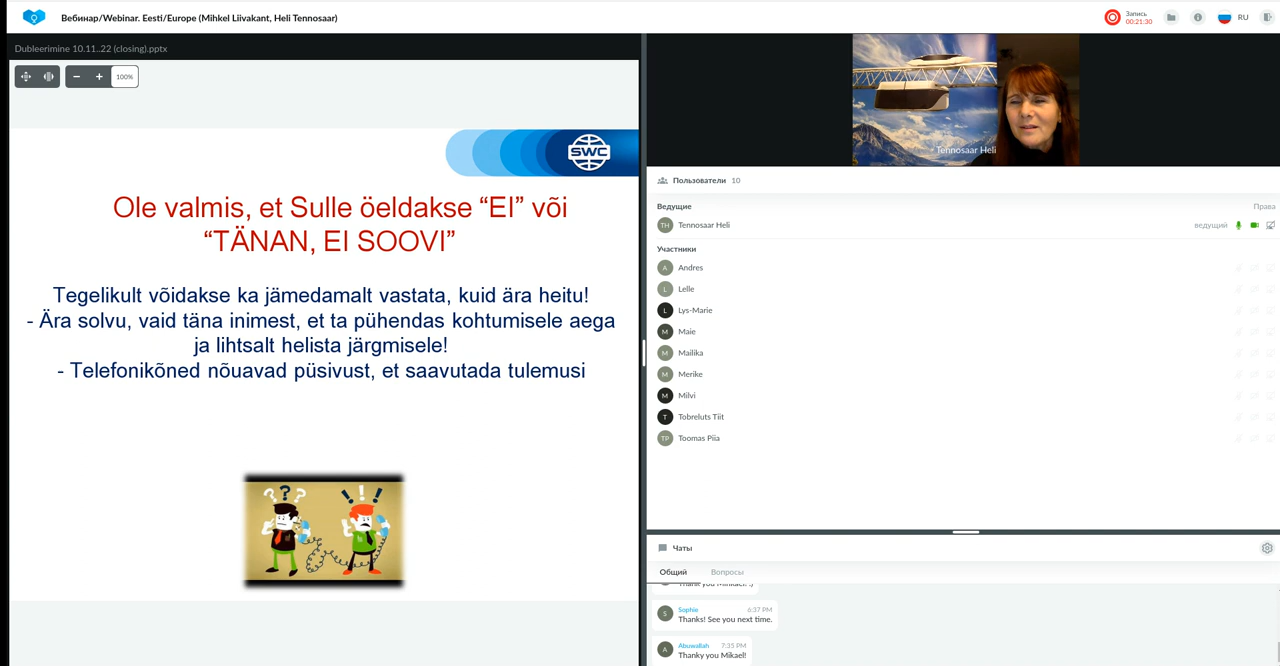 Вебинар/Webinar. Eesti/Europe (Mihkel Liivakant, Heli Tennosaar)
Запись
00:21:30
RU
Dubleerimine 10.11..22 (closing).pptx
100%
SWC
Ole valmis, et Sulle öeldakse “EI” või
“TÄNAN, EI SOOVI”
Tegelikult võidakse ka jämedamalt vastata, kuid ära heitu!
- Ära solvu, vaid täna inimest, et ta pühendas kohtumisele aega
ja lihtsalt helista järgmisele!
- Telefonikõned nõuavad püsivust, et saavutada tulemusi
? ? ?
! ! !
Tennosaar Heli
Пользователи 10
Ведущие Права
TH Tennosaar Heli ведущий
Участники
A Andres
L Lelle
L Lys-Marie
M Maie
M Mailika
M Merike
M Milvi
T Tobreluts Tiit
TP Toomas Piia
Чаты
Общий Вопросы
Thank you
S Sophie 6:37 PM
Thanks! See you next time.
A Abuwallah 7:35 PM
Thanky you Mikael!